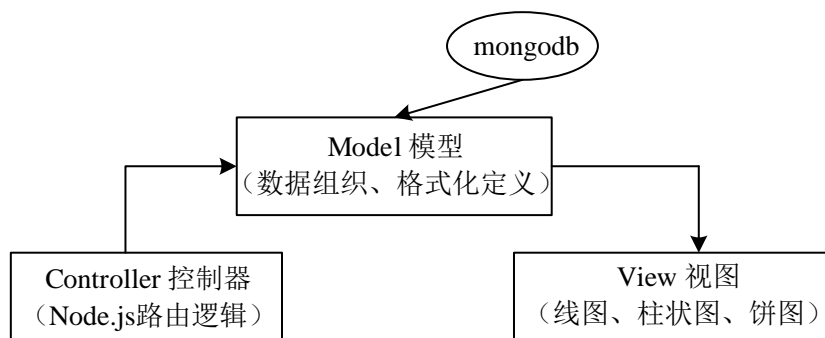 mongodb
Model 模型
（数据组织、格式化定义）
Controller 控制器
（Node.js路由逻辑）
View 视图
（线图、柱状图、饼图）